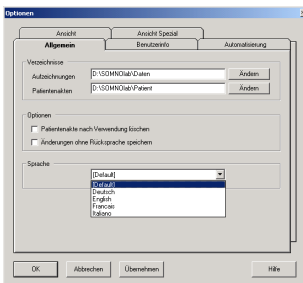 Optionen
Ansicht
Ansicht Spezial
Allgemein
Benutzerinfo
Automatisierung
Verzeichnisse
Aufzeichnungen
D:\SOMNOlab\Daten
Ändern
Patientenakten
D:\SOMNOlab\Patient
Ändern
Optionen
Patientenakte nach Verwendung löschen
Änderungen ohne Rücksprache speichern
Sprache
[Default]
[Default]
Deutsch
English
Francais
Italiano
OK
Abbrechen
Übernehmen
Hilfe